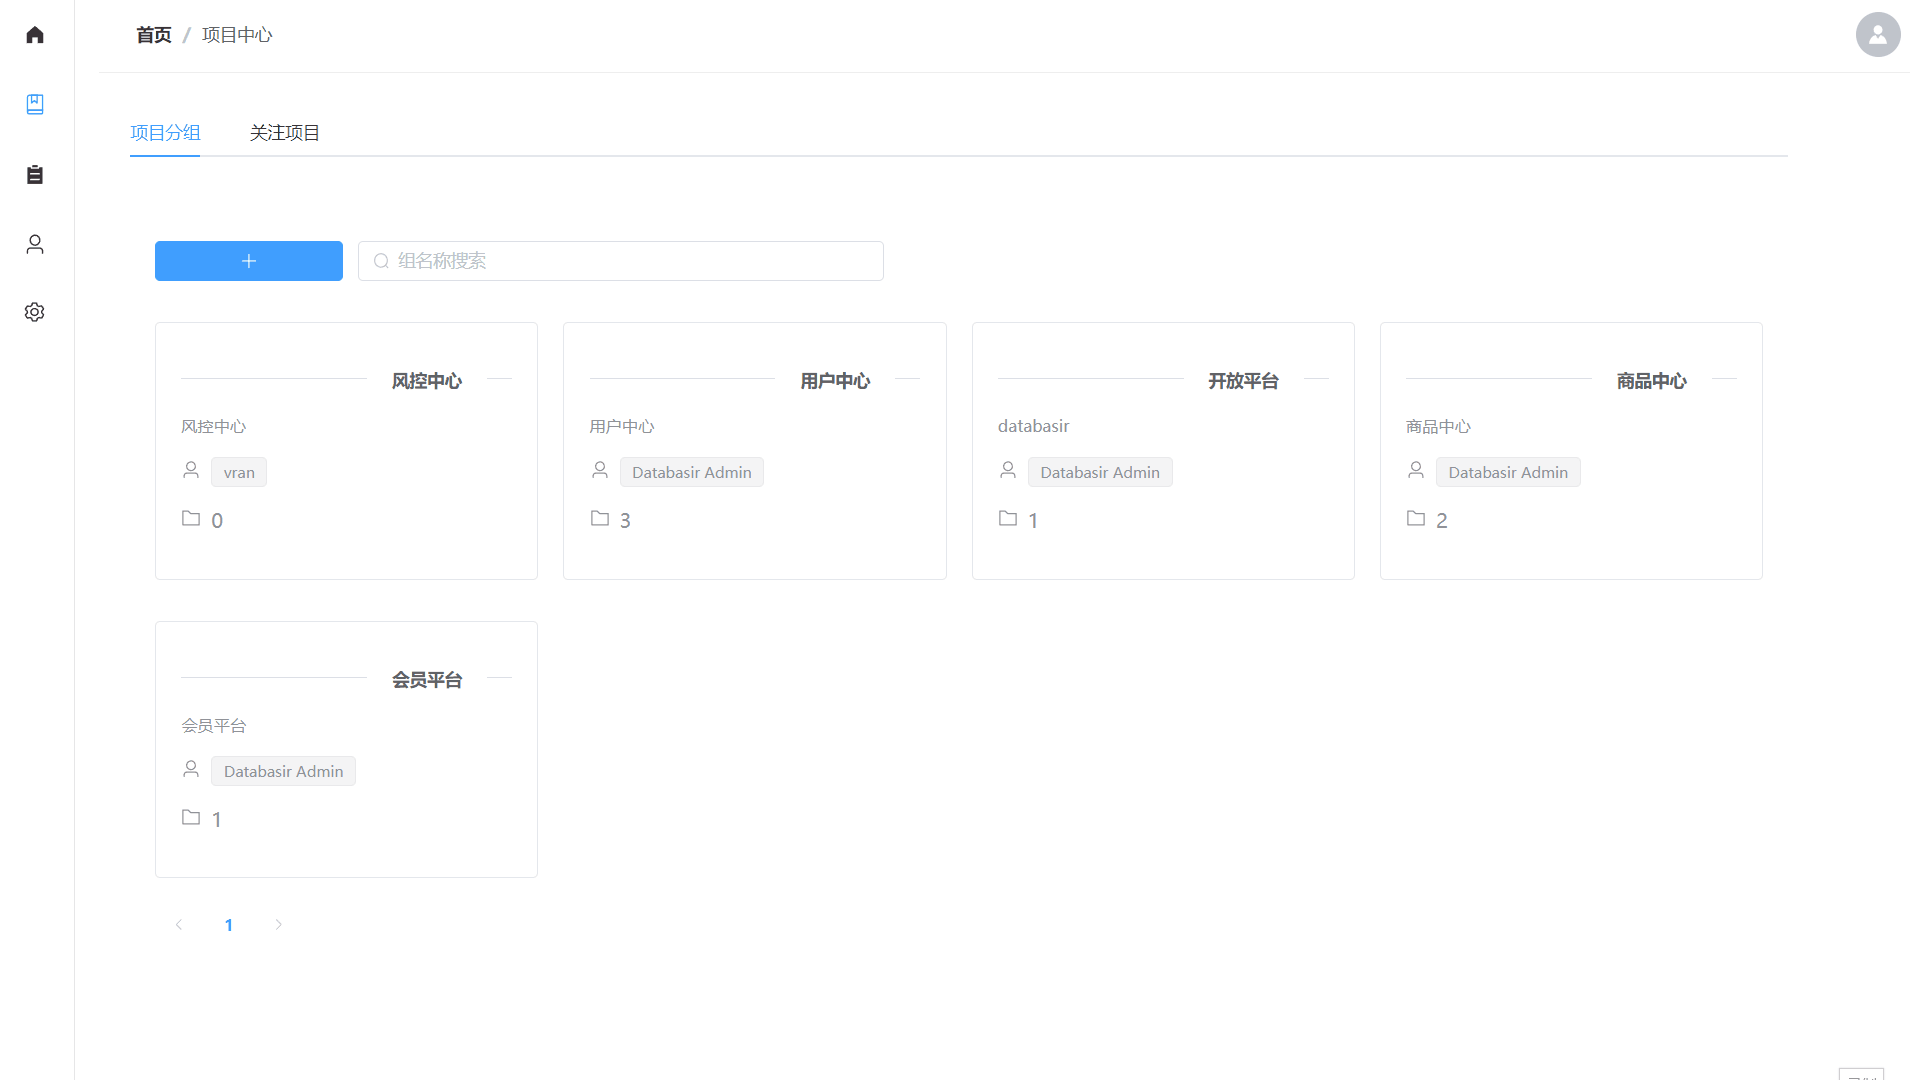 首页 / 项目中心
项目分组
关注项目
组名称搜索
风控中心
风控中心
vran
0
用户中心
用户中心
Databasir Admin
3
开放平台
databasir
Databasir Admin
1
商品中心
商品中心
Databasir Admin
2
会员平台
会员平台
Databasir Admin
1
1